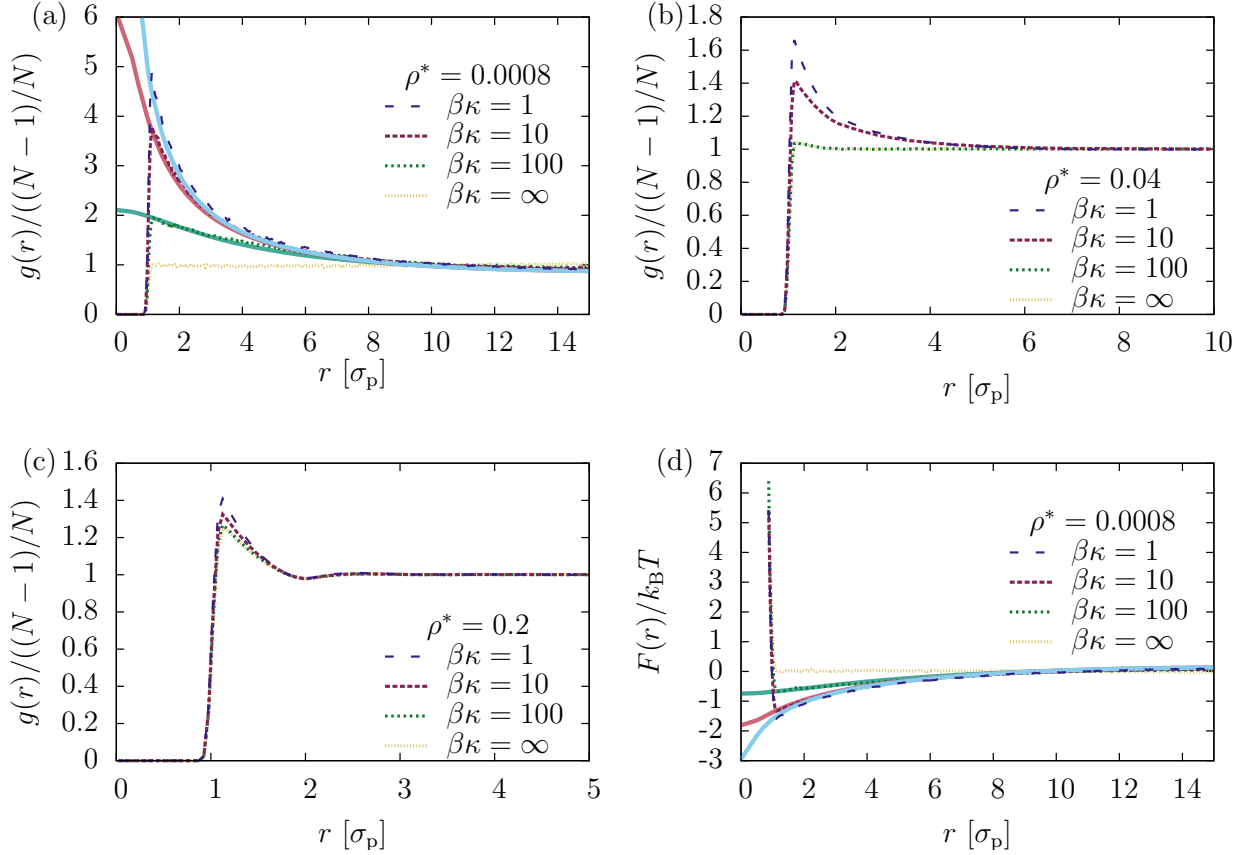 (a)
6
5
4
3
2
1
0
g(r)/(((N − 1)/N)
ρ* = 0.0008
βκ = 1
βκ = 10
βκ = 100
βκ = ∞
0 2 4 6 8 10 12 14
r [σp]
(b)
2
1.8
1.6
1.4
1.2
1
0.8
0.6
0.4
0.2
0
g(r)/(((N − 1)/N)
ρ* = 0.04
βκ = 1
βκ = 10
βκ = 100
βκ = ∞
0 2 4 6 8 10
r [σp]
(c)
1.6
1.4
1.2
1
0.8
0.6
0.4
0.2
0
g(r)/(((N − 1)/N)
ρ* = 0.2
βκ = 1
βκ = 10
βκ = 100
βκ = ∞
0 1 2 3 4 5
r [σp]
(d)
7
6
5
4
3
2
1
0
-1
-2
-3
F(r)/kBT
ρ* = 0.0008
βκ = 1
βκ = 10
βκ = 100
βκ = ∞
0 2 4 6 8 10 12 14
r [σp]